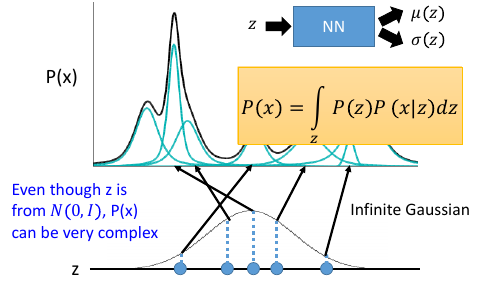 z
NN
μ(z)
σ(z)
P(x)
P(x) = ∫ P(z)P (x|z)dz
z
Even though z is
from N(0, I), P(x)
can be very complex
Infinite Gaussian
z